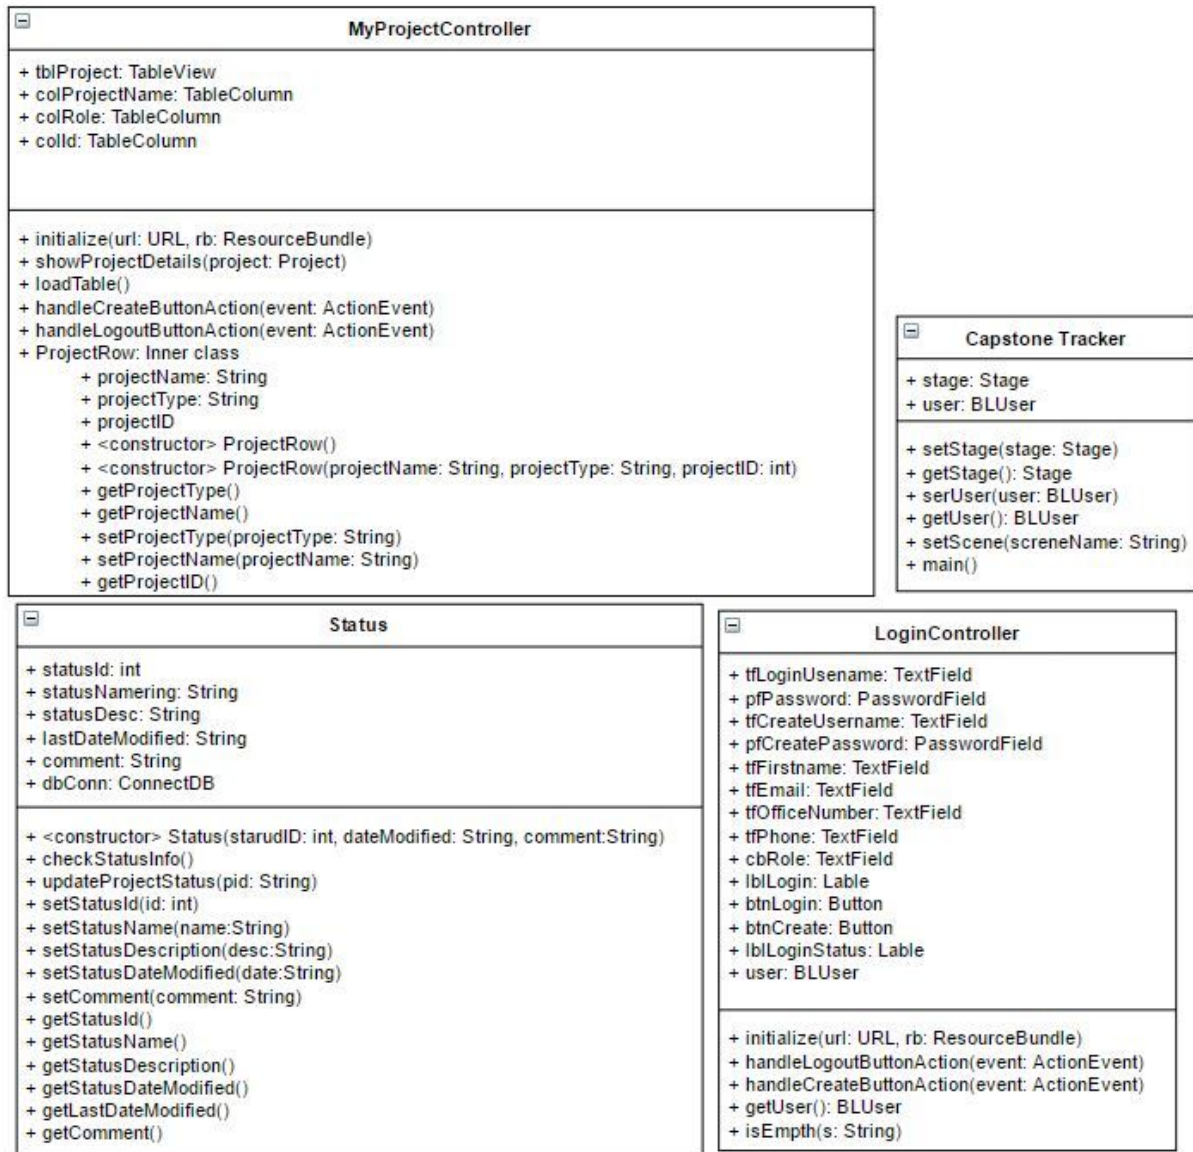 MyProjectController
+ tblProject: TableView
+ colProjectName: TableColumn
+ colRole: TableColumn
+ colId: TableColumn
+ initialize(url: URL, rb: ResourceBundle)
+ showProjectDetails(project: Project)
+ loadTable()
+ handleCreateButtonAction(event: ActionEvent)
+ handleLogoutButtonAction(event: ActionEvent)
+ ProjectRow: Inner class
+ projectName: String
+ projectType: String
+ projectID
+ <constructor> ProjectRow()
+ <constructor> ProjectRow(projectName: String, projectType: String, projectID: int)
+ getProjectType()
+ getProjectName()
+ setProjectType(projectType: String)
+ setProjectName(projectName: String)
+ getProjectID()
Capstone Tracker
+ stage: Stage
+ user: BLUser
+ setStage(stage: Stage)
+ getStage(): Stage
+ serUser(user: BLUser)
+ getUser(): BLUser
+ setScene(screneName: String)
+ main()
Status
+ statusId: int
+ statusNamering: String
+ statusDesc: String
+ lastDateModified: String
+ comment: String
+ dbConn: ConnectDB
+ <constructor> Status(starudID: int, dateModified: String, comment:String)
+ checkStatusInfo()
+ updateProjectStatus(pid: String)
+ setStatusId(id: int)
+ setStatusName(name:String)
+ setStatusDescription(desc:String)
+ setStatusDateModified(date:String)
+ setComment(comment: String)
+ getStatusId()
+ getStatusName()
+ getStatusDescription()
+ getStatusDateModified()
+ getLastDateModified()
+ getComment()
LoginController
+ tfLoginUsename: TextField
+ pfPassword: PasswordField
+ tfCreateUsername: TextField
+ pfCreatePassword: PasswordField
+ tfFirstname: TextField
+ tfEmail: TextField
+ tfOfficeNumber: TextField
+ tfPhone: TextField
+ cbRole: TextField
+ lblLogin: Lable
+ btnLogin: Button
+ btnCreate: Button
+ lblLoginStatus: Lable
+ user: BLUser
+ initialize(url: URL, rb: ResourceBundle)
+ handleLogoutButtonAction(event: ActionEvent)
+ handleCreateButtonAction(event: ActionEvent)
+ getUser(): BLUser
+ isEmpth(s: String)